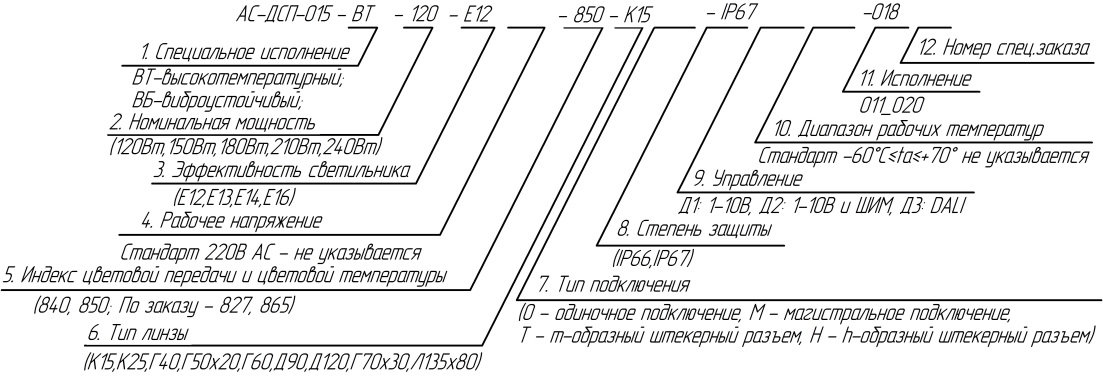 АС-ДСП-015 - ВТ - 120 - Е12 - 850 - К15 - IP67 -018
1. Специальное исполнение
ВТ-высокотемпературный;
ВБ-виброустойчивый;
2. Номинальная мощность
(120Вт,150Вт,180Вт,210Вт,240Вт)
3. Эффективность светильника
(Е12,Е13,Е14,Е16)
4. Рабочее напряжение
Стандарт 220В АС - не указывается
5. Индекс цветовой передачи и цветовой температуры
(840, 850; По заказу - 827, 865)
6. Тип линзы
(К15,К25,Г40,Г50х20,Г60,Д90,Д120,Г70х30,Л135х80)
12. Номер спец.заказа
11. Исполнение
011_020
10. Диапазон рабочих температур
Стандарт -60°С≤ta≤+70° не указывается
9. Управление
Д1: 1-10В, Д2: 1-10В и ШИМ, Д3: DALI
8. Степень защиты
(IP66,IP67)
7. Тип подключения
(О - одиночное подключение, М - магистральное подключение,
Т - т-образный штекерный разъем, Н - h-образный штекерный разъем)